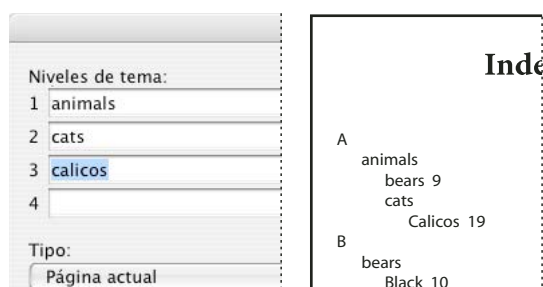 Niveles de tema:
1 animals
2 cats
3 calicos
4
Tipo:
Página actual
Inde
A
animals
bears 9
cats
Calicos 19
B
bears
Black 10